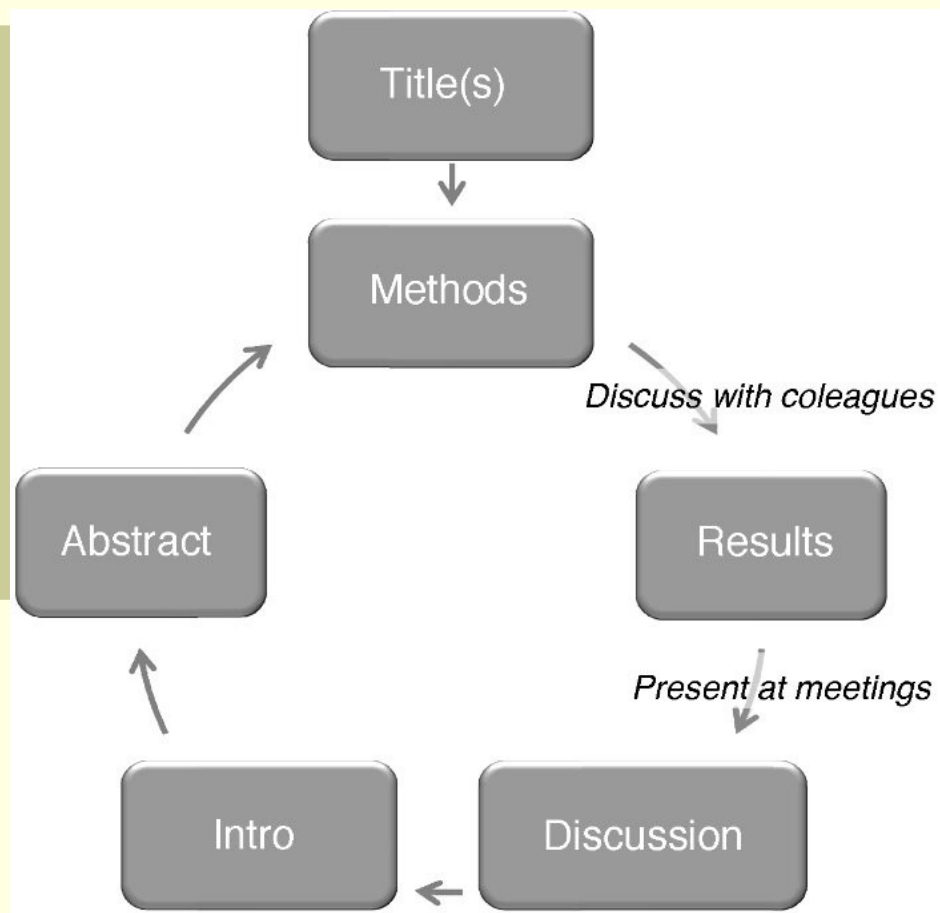 Title(s)
Methods
Discuss with coleagues
Abstract
Results
Present at meetings
Intro
Discussion